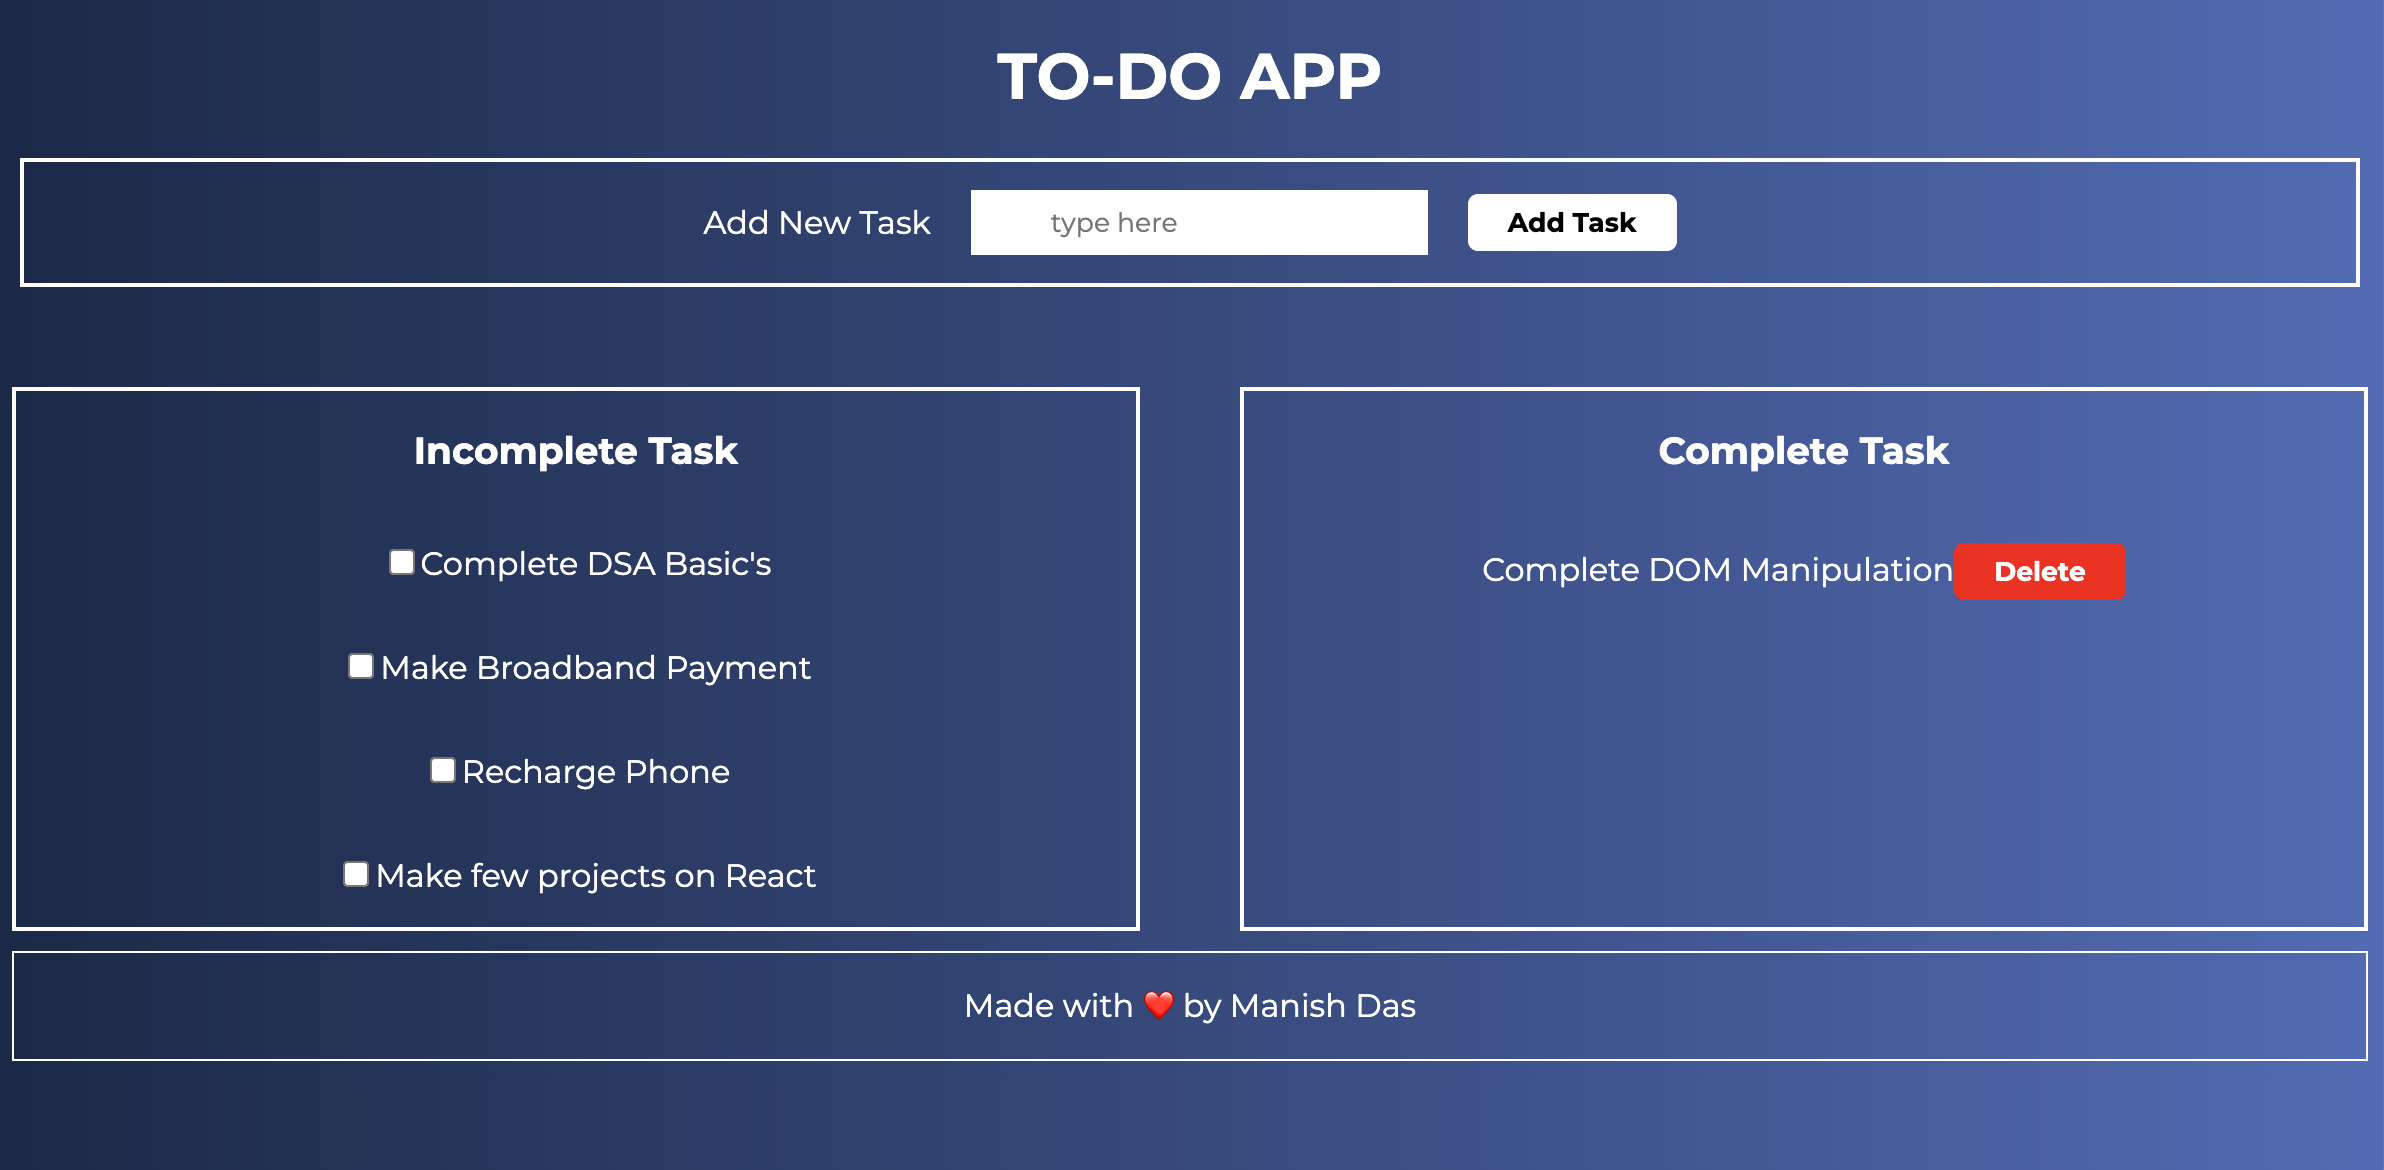 TO-DO APP
Add New Task type here Add Task
Incomplete Task
Complete DSA Basic's
Make Broadband Payment
Recharge Phone
Make few projects on React
Complete Task
Complete DOM Manipulation Delete
Made with ❤️ by Manish Das